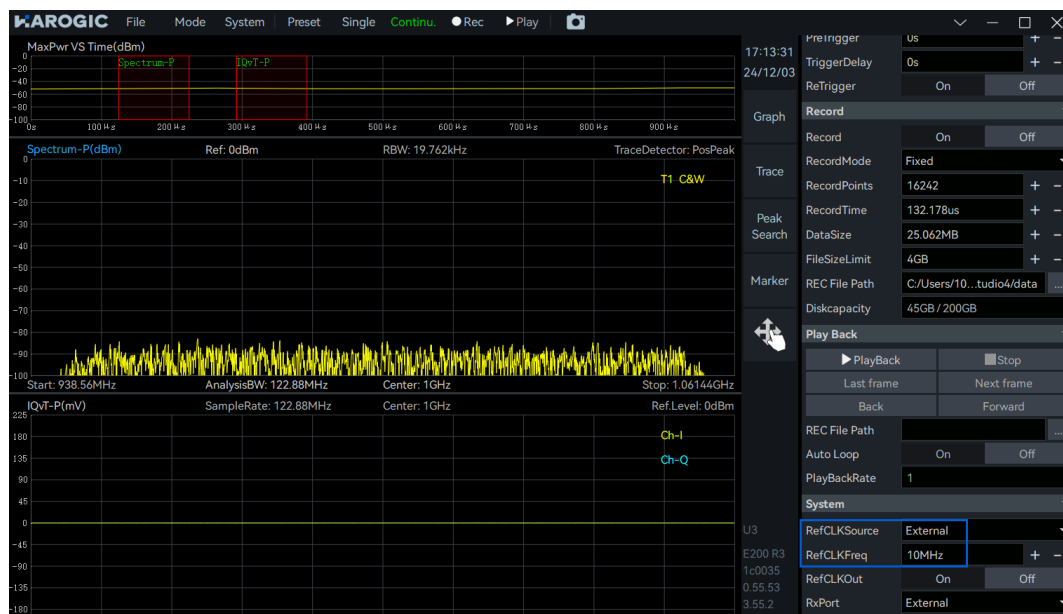 HAROGIC File Mode System Preset Single Continu. Rec Play
MaxPwr VS Time(dBm)
0
-20
-40
-60
-80
-100
Spectrum-P IQvT-P
0s 100μs 200μs 300μs 400μs 500μs 600μs 700μs 800μs 900μs
Spectrum-P(dBm) Ref: 0dBm RBW: 19.762kHz TraceDetector: PosPeak
T1 C&W
0
-10
-20
-30
-40
-50
-60
-70
-80
-90
-100
Start: 938.56MHz AnalysisBW: 122.88MHz Center: 1GHz Stop: 1.06144GHz
IQvT-P(mV) SampleRate: 122.88MHz Center: 1GHz Ref.Level: 0dBm
Ch-I
Ch-Q
225
180
135
90
45
0
-45
-90
-135
-180
17:13:31
24/12/03
Graph
Trace
Peak
Search
Marker
U3
E200 R3
1c0035
0.55.53
3.55.2
PreTrigger 0s + -
TriggerDelay 0s + -
ReTrigger On Off
Record
Record On Off
RecordMode Fixed
RecordPoints 16242 + -
RecordTime 132.178us + -
DataSize 25.062MB + -
FileSizeLimit 4GB + -
REC File Path C:/Users/10...tudio4/data ...
Diskcapacity 45GB / 200GB
Play Back
PlayBack Stop
Last frame Next frame
Back Forward
REC File Path ...
Auto Loop On Off
PlayBackRate 1
System
RefCLKSource External
RefCLKFreq 10MHz + -
RefCLKOut On Off
RxPort External